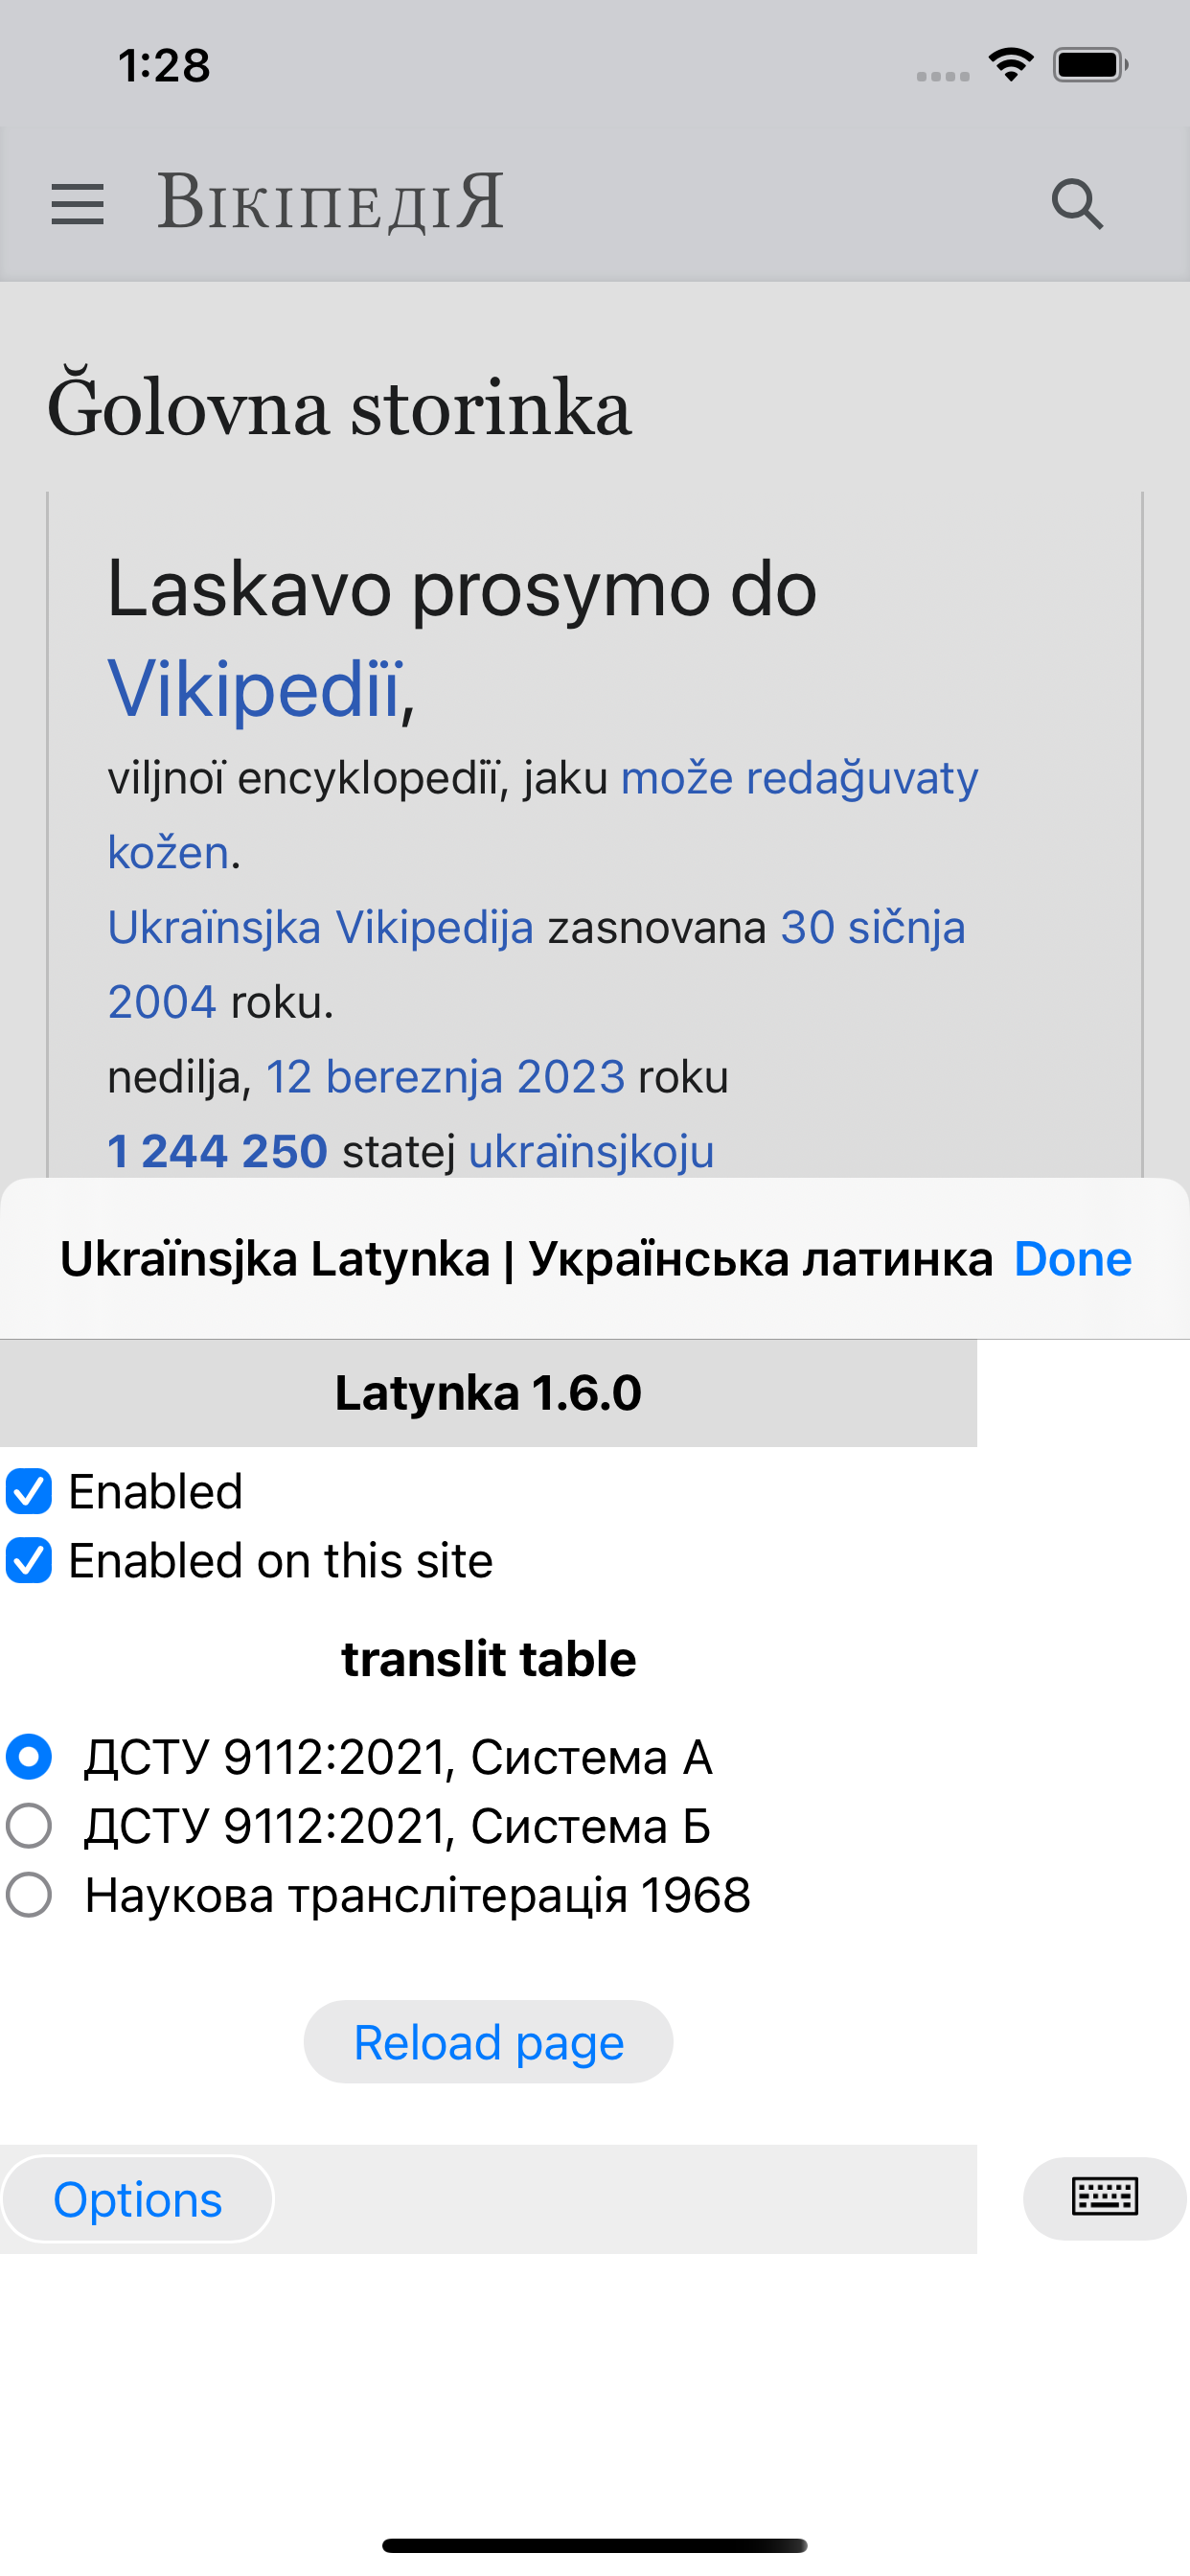 1:28
ВікіпедіЯ
Ğolovna storinka
Laskavo prosymo do
Vikipediï,
viljnoï encyklopediï, jaku može redağuvaty
kožen.
Ukraïnsjka Vikipedija zasnovana 30 sičnja
2004 roku.
nedilja, 12 bereznja 2023 roku
1 244 250 statej ukraïnsjkoju
Ukraïnsjka Latynka | Українська латинка Done
Latynka 1.6.0
Enabled
Enabled on this site
translit table
ДСТУ 9112:2021, Система А
ДСТУ 9112:2021, Система Б
Наукова транслітерація 1968
Reload page
Options